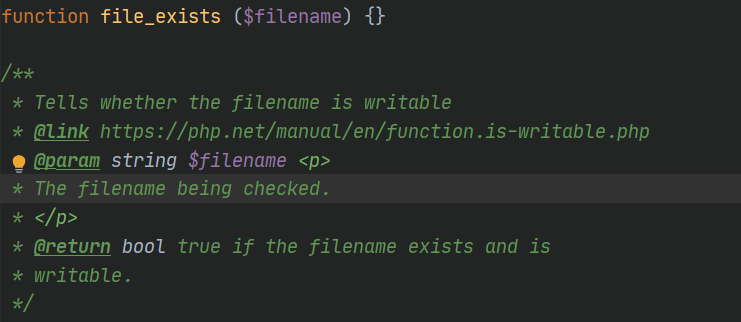 function file_exists ($filename) {}
/**
* Tells whether the filename is writable
* @link https://php.net/manual/en/function.is-writable.php
@param string $filename <p>
* The filename being checked.
* </p>
* @return bool true if the filename exists and is
* writable.
*/